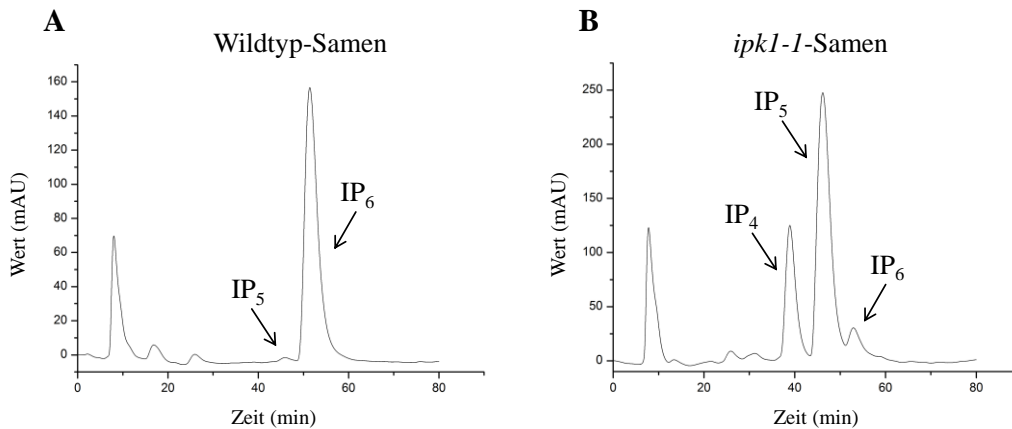 A
Wildtyp-Samen
Wert (mAU)
160
140
120
100
80
60
40
20
0
IP6
IP5
0 20 40 60 80
Zeit (min)
B
ipk1-1-Samen
Wert (mAU)
250
200
150
100
50
0
IP5
IP4
IP6
0 20 40 60 80
Zeit (min)